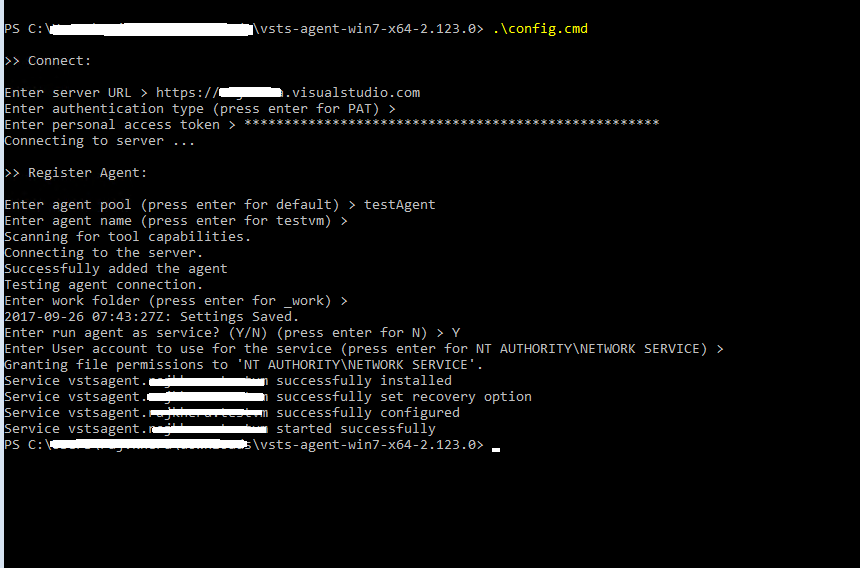 PS C:\ \vsts-agent-win7-x64-2.123.0> .\config.cmd
>> Connect:
Enter server URL > https:// a.visualstudio.com
Enter authentication type (press enter for PAT) >
Enter personal access token > ****************************************************
Connecting to server ...
>> Register Agent:
Enter agent pool (press enter for default) > testAgent
Enter agent name (press enter for testvm) >
Scanning for tool capabilities.
Connecting to the server.
Successfully added the agent
Testing agent connection.
Enter work folder (press enter for _work) >
2017-09-26 07:43:27Z: Settings Saved.
Enter run agent as service? (Y/N) (press enter for N) > Y
Enter User account to use for the service (press enter for NT AUTHORITY\NETWORK SERVICE) >
Granting file permissions to 'NT AUTHORITY\NETWORK SERVICE'.
Service vstsagent. successfully installed
Service vstsagent. successfully set recovery option
Service vstsagent. successfully configured
Service vstsagent. started successfully
PS C:\ \vsts-agent-win7-x64-2.123.0>